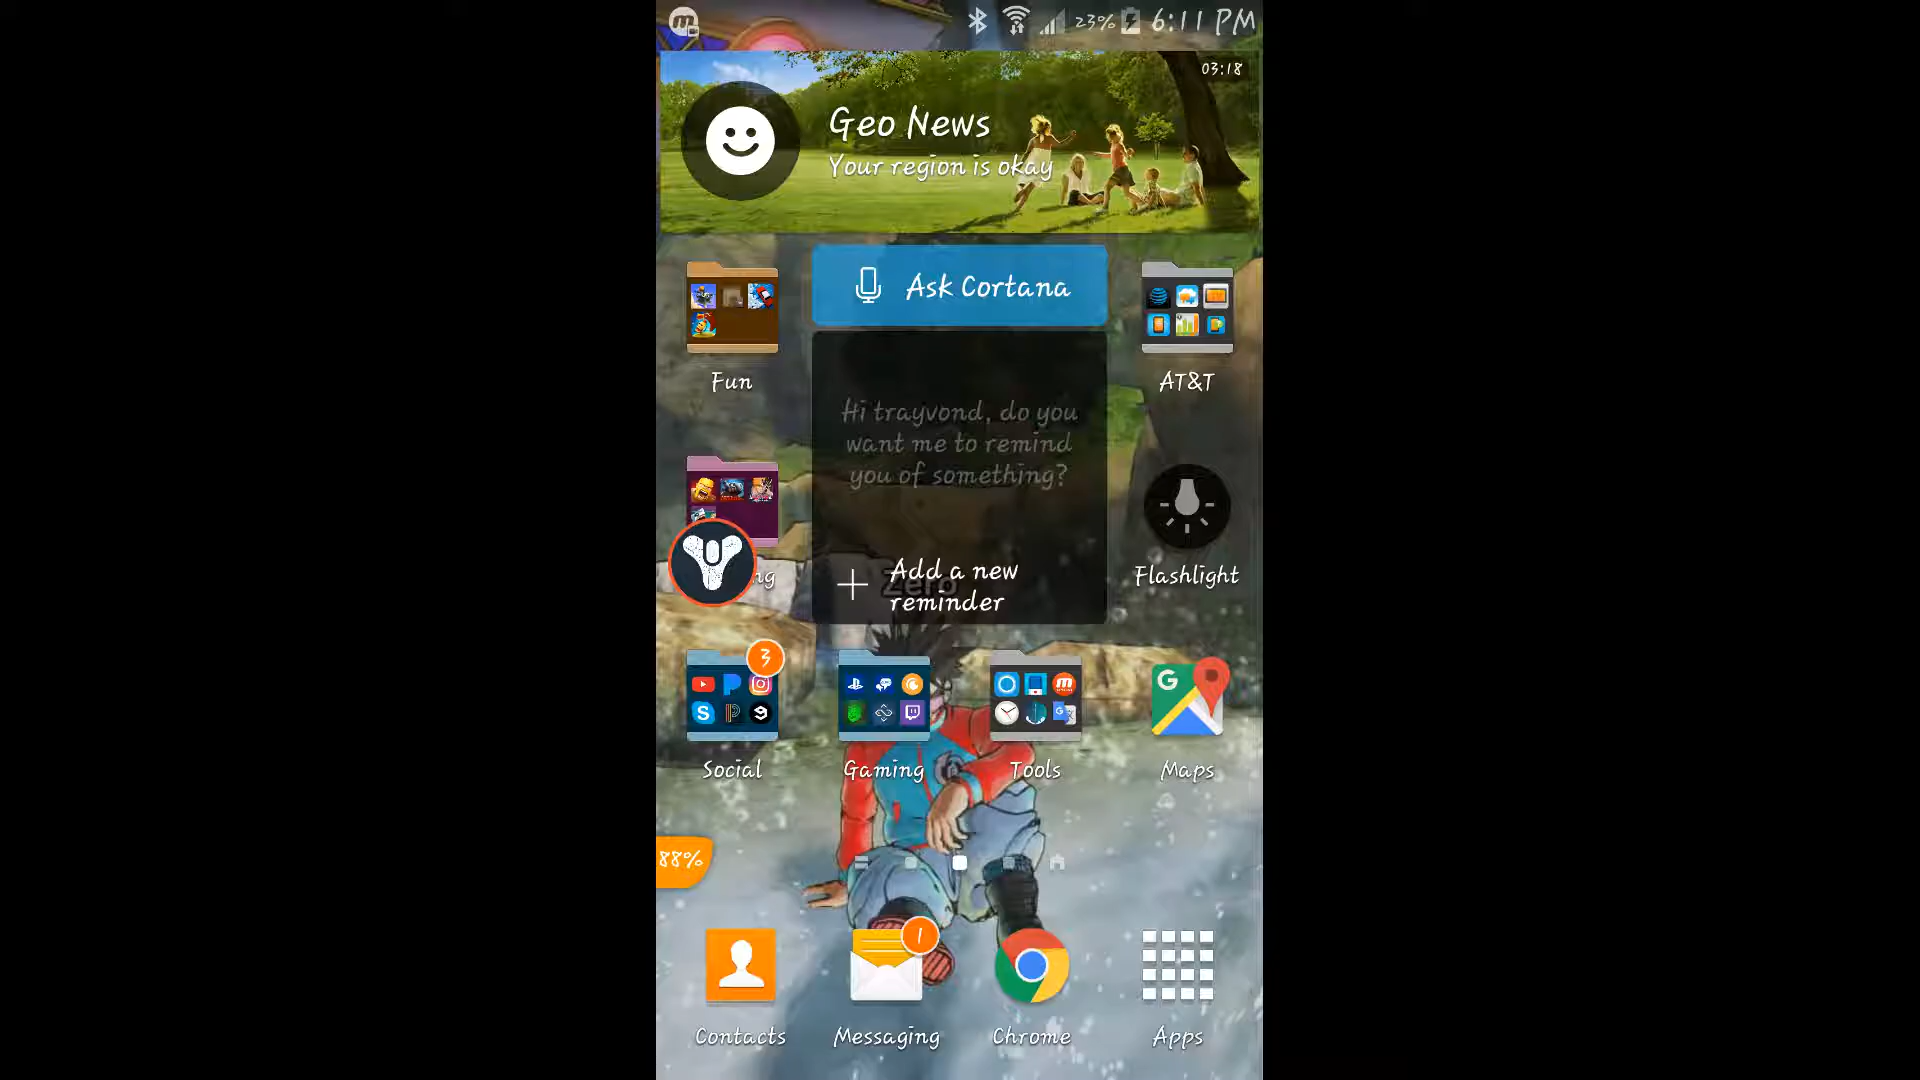 23% 6:11 PM
03:18
Geo News
Your region is okay
Ask Cortana
Fun
AT&T
Hi trayvond, do you
want me to remind
you of something?
Add a new
reminder
Zero
ng
Flashlight
3
Social
Gaming
Tools
Maps
88%
1
Contacts
Messaging
Chrome
Apps